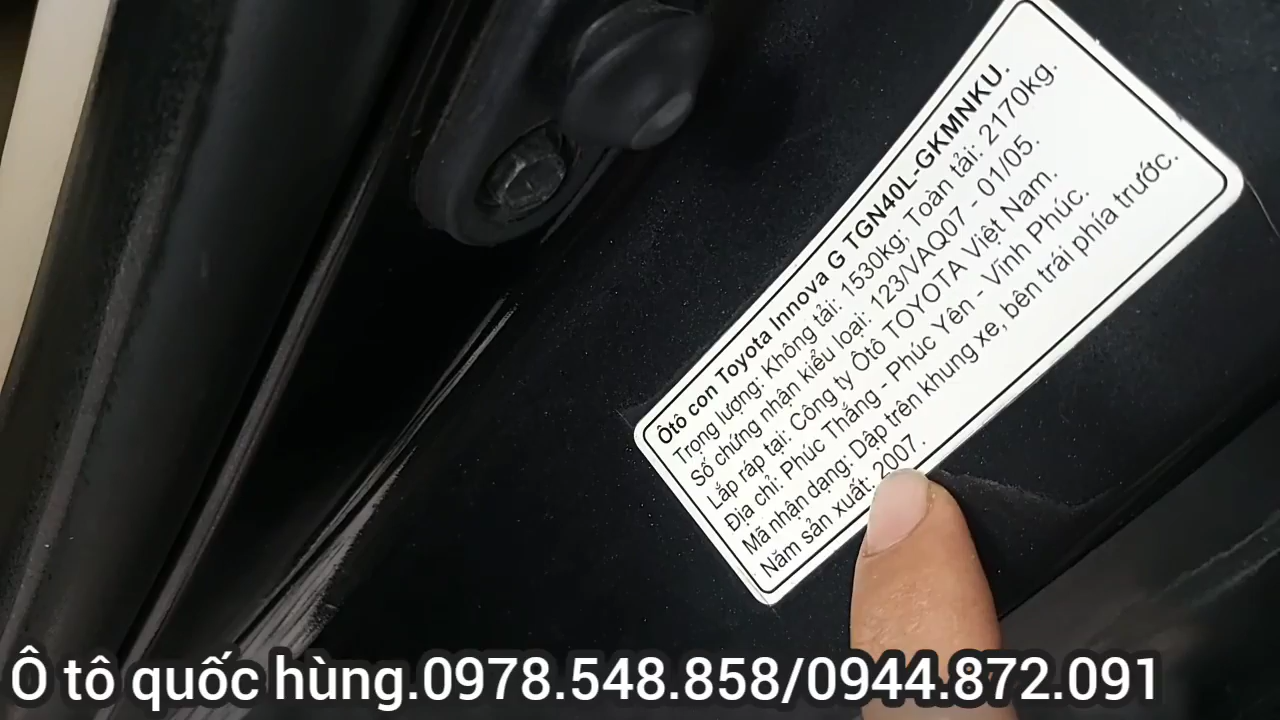 Ôtô con Toyota Innova G TGN40L-GKMNKU.
Trọng lượng: Không tải: 1530kg; Toàn tải: 2170kg.
Số chứng nhận kiểu loại: 123/VAQ07 - 01/05.
Lắp ráp tại: Công ty Ôtô TOYOTA Việt Nam.
Địa chỉ: Phúc Thắng - Phúc Yên - Vĩnh Phúc.
Mã nhận dạng: Dập trên khung xe, bên trái phía trước.
Năm sản xuất: 2007.
Ô tô quốc hùng.0978.548.858/0944.872.091